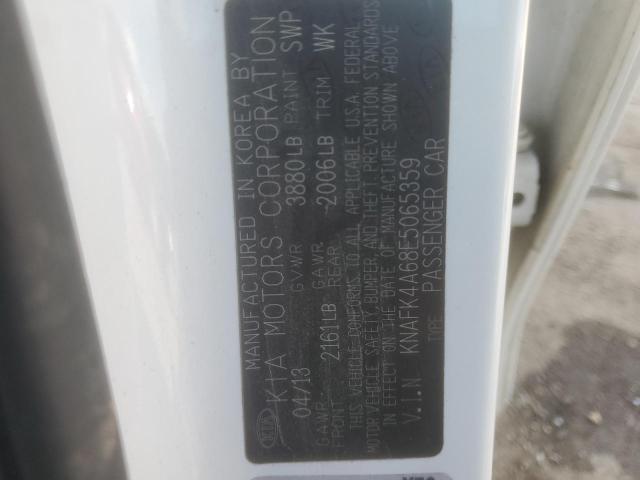 MANUFACTURED IN KOREA BY
KIA MOTORS CORPORATION
04/13 GVWR 3880LB PAINT SWP
GAWR FRONT 2161LB GAWR REAR 2006LB TRIM WK
THIS VEHICLE CONFORMS TO ALL APPLICABLE U.S.A. FEDERAL
MOTOR VEHICLE SAFETY, BUMPER, AND THEFT PREVENTION STANDARDS
IN EFFECT ON THE DATE OF MANUFACTURE SHOWN ABOVE
V.I.N KNAFK4A68E5065359
TYPE PASSENGER CAR
KIA